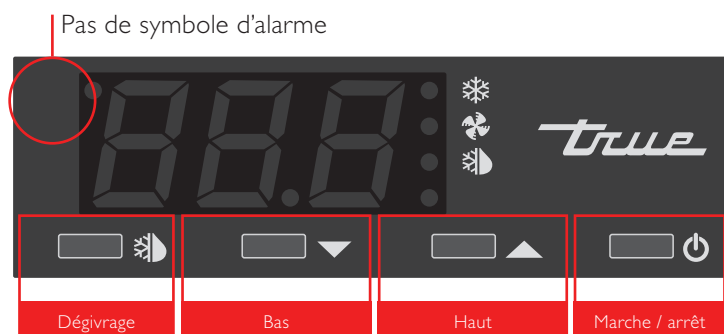 Pas de symbole d'alarme
true
Dégivrage
Bas
Haut
Marche / arrêt